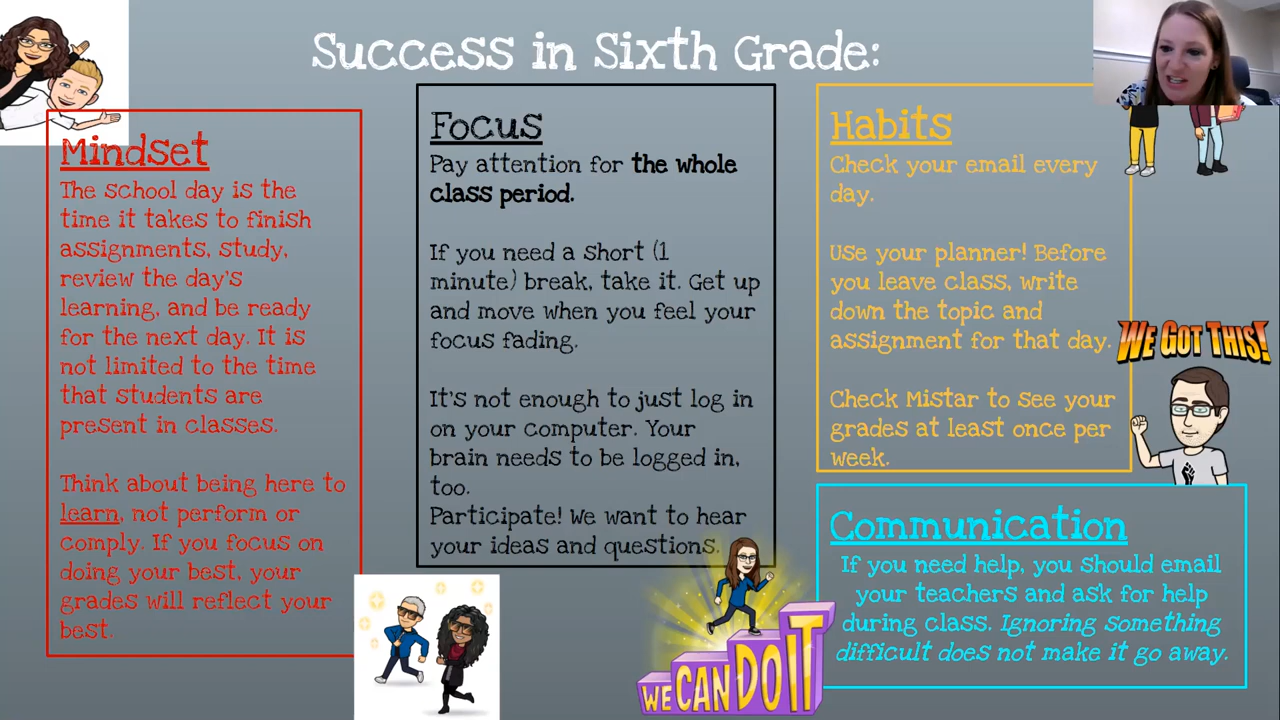 Success in Sixth Grade:
Mindset
The school day is the
time it takes to finish
assignments, study,
review the day's
learning, and be ready
for the next day. It is
not limited to the time
that students are
present in classes.
Think about being here to
learn, not perform or
comply. If you focus on
doing your best, your
grades will reflect your
best.
Focus
Pay attention for the whole
class period.
If you need a short (1
minute) break, take it. Get up
and move when you feel your
focus fading.
It's not enough to just log in
on your computer. Your
brain needs to be logged in,
too.
Participate! We want to hear
your ideas and questions.
WE CAN DO IT
Habits
Check your email every
day.
Use your planner! Before
you leave class, write
down the topic and
assignment for that day.
Check Mistar to see your
grades at least once per
week.
WE GOT THIS!
Communication
If you need help, you should email
your teachers and ask for help
during class. Ignoring something
difficult does not make it go away.